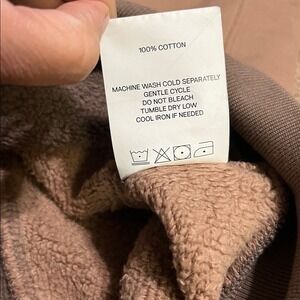 100% COTTON
MACHINE WASH COLD SEPARATELY
GENTLE CYCLE
DO NOT BLEACH
TUMBLE DRY LOW
COOL IRON IF NEEDED